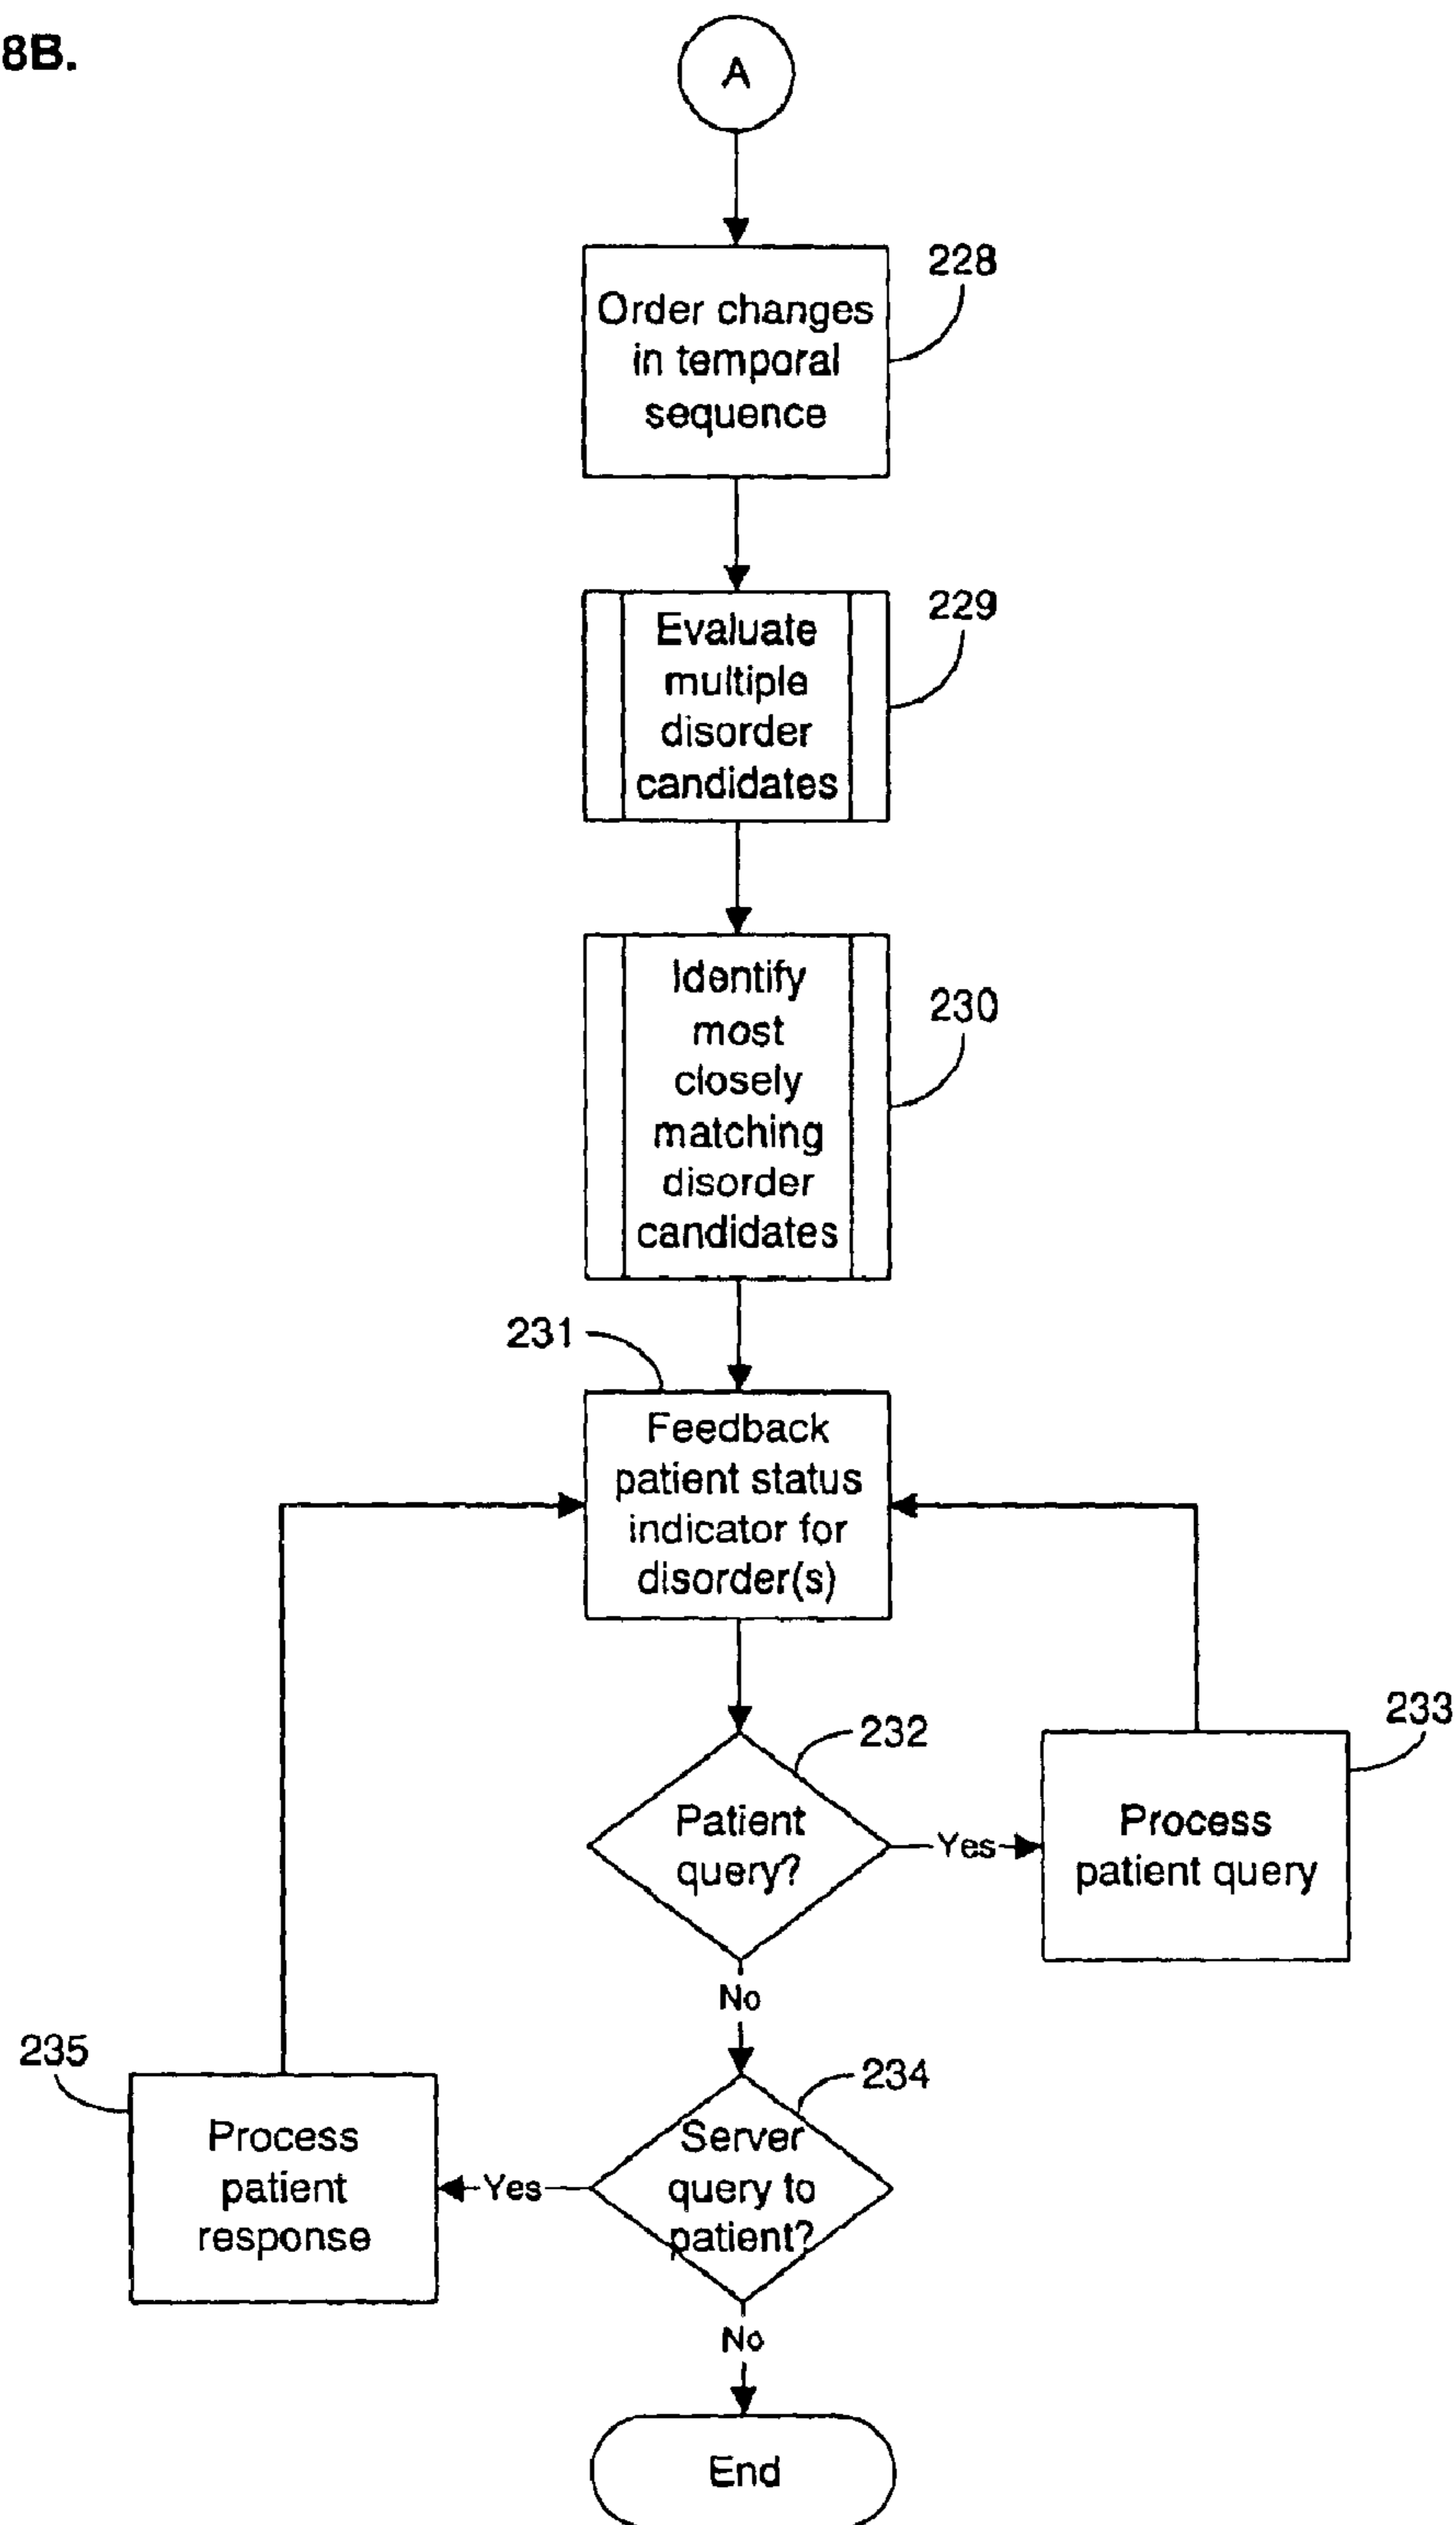 8B.
A
228
Order changes
in temporal
sequence
229
Evaluate
multiple
disorder
candidates
230
Identify
most
closely
matching
disorder
candidates
231
Feedback
patient status
indicator for
disorder(s)
232
Patient
query?
Yes
233
Process
patient query
No
234
Server
query to
patient?
Yes
235
Process
patient
response
No
End